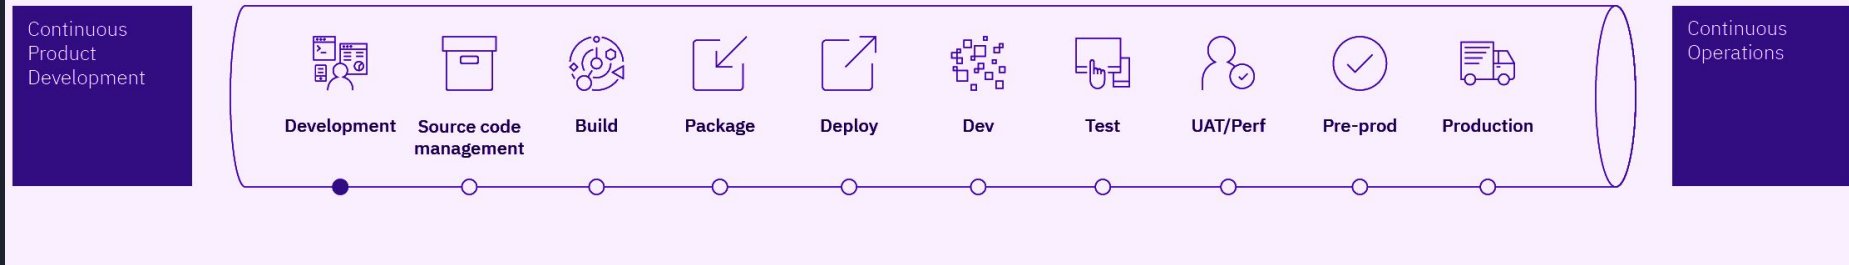 Continuous
Product
Development
Development
Source code
management
Build
Package
Deploy
Dev
Test
UAT/Perf
Pre-prod
Production
Continuous
Operations